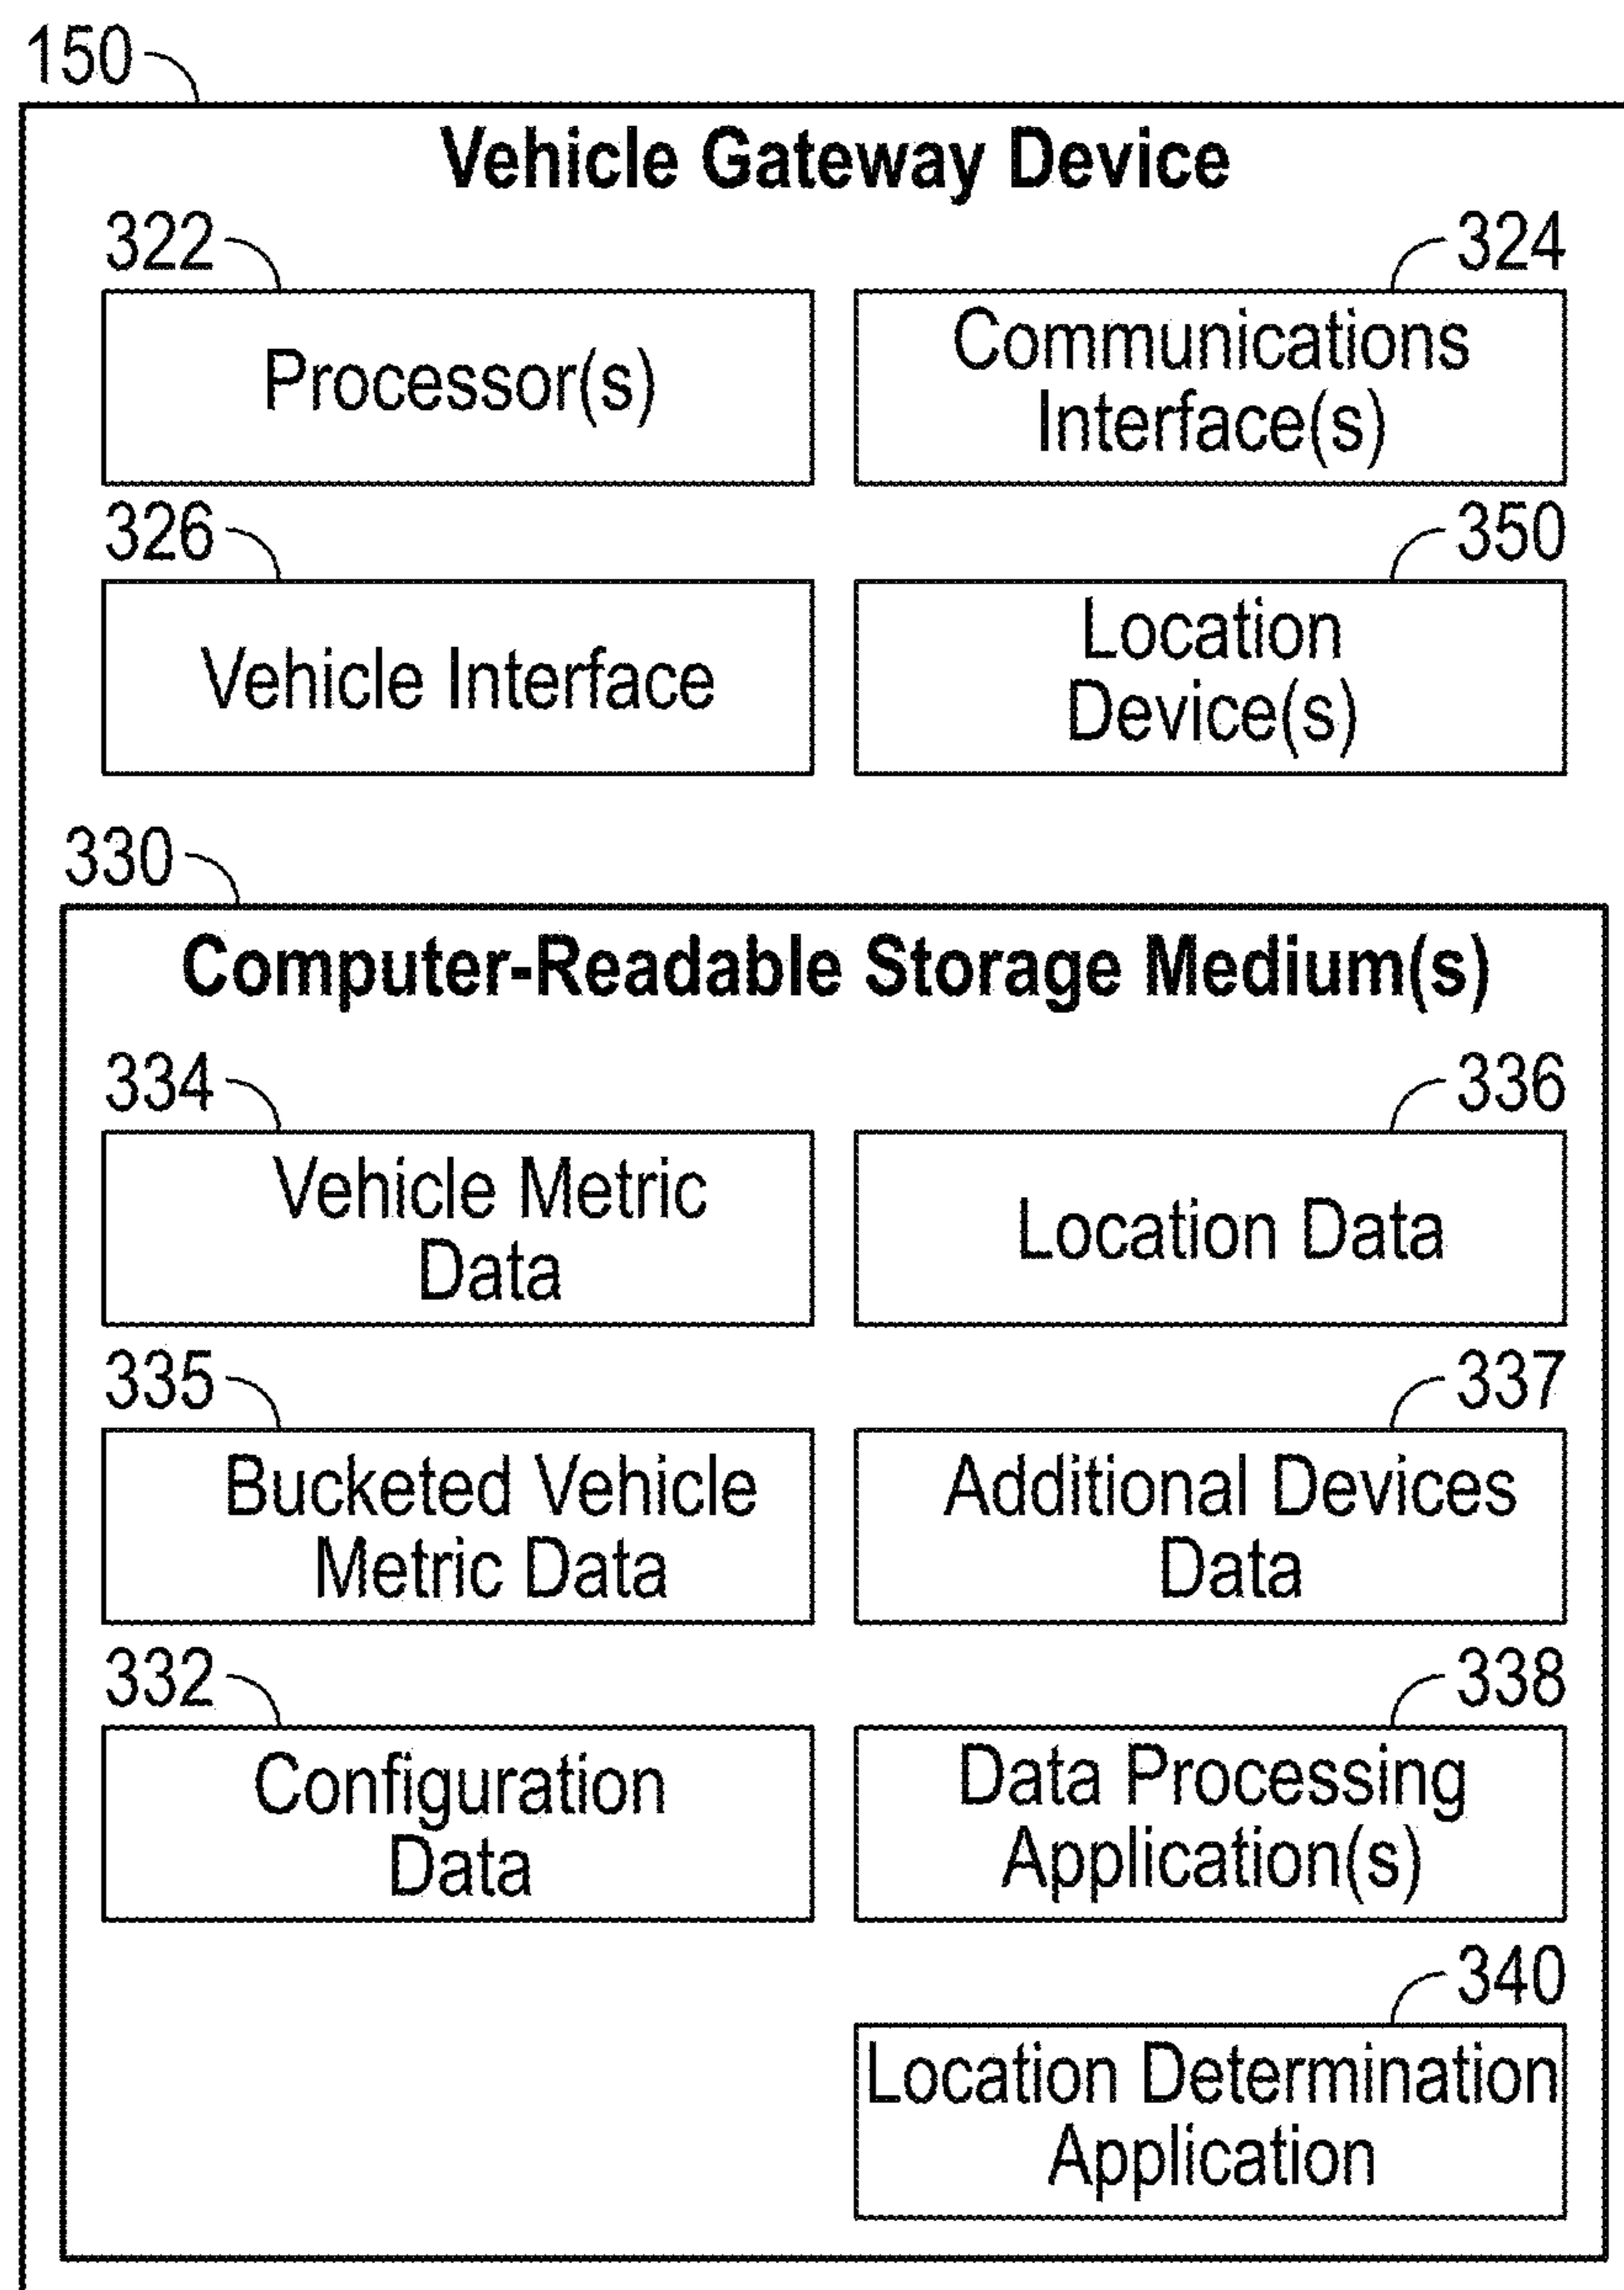 150
Vehicle Gateway Device
322
324
Processor(s)
Communications
Interface(s)
326
350
Vehicle Interface
Location
Device(s)
330
Computer-Readable Storage Medium(s)
334
336
Vehicle Metric
Data
Location Data
335
337
Bucketed Vehicle
Metric Data
Additional Devices
Data
332
338
Configuration
Data
Data Processing
Application(s)
340
Location Determination
Application